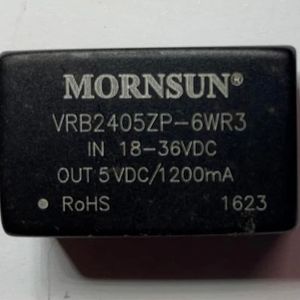 MORNSUN®
VRB2405ZP-6WR3
IN 18-36VDC
OUT 5VDC/1200mA
RoHS 1623